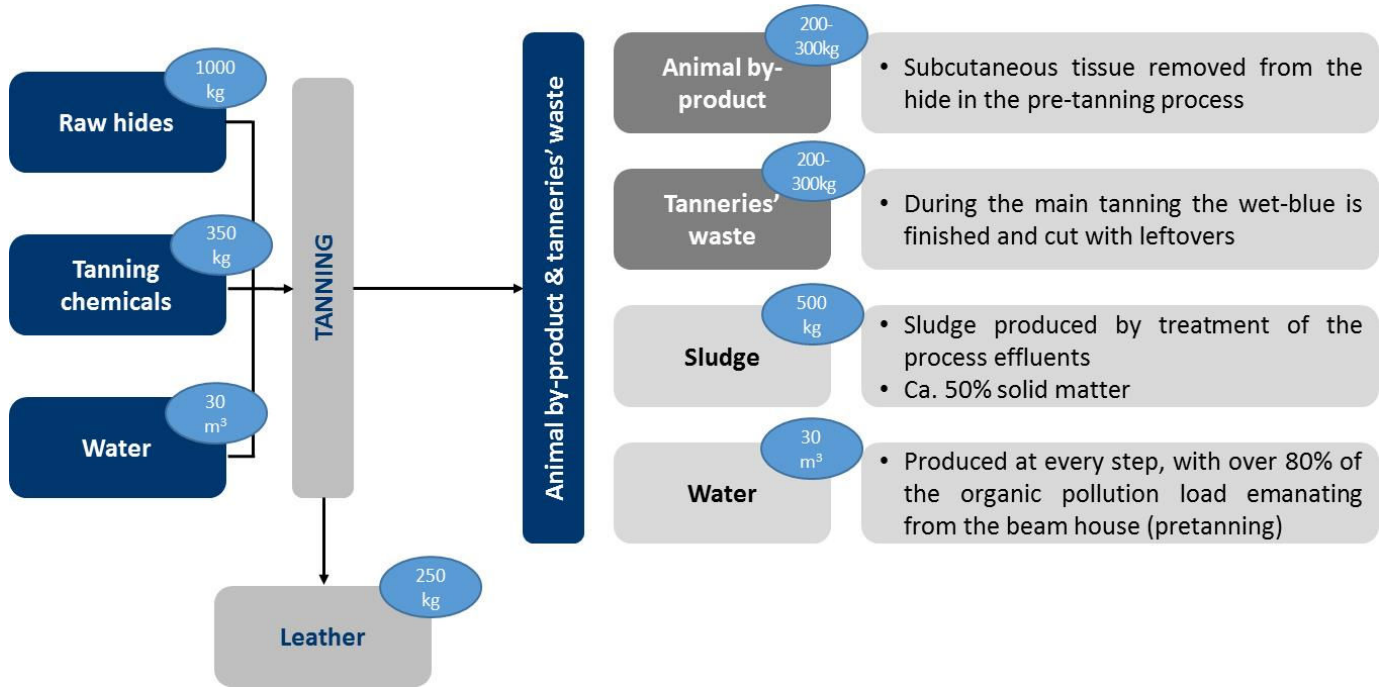 1000
kg
Raw hides
350
kg
Tanning
chemicals
30
m³
Water
TANNING
250
kg
Leather
Animal by-product & tanneries’ waste
200-
300kg
Animal by-
product
• Subcutaneous tissue removed from the
hide in the pre-tanning process
200-
300kg
Tanneries’
waste
• During the main tanning the wet-blue is
finished and cut with leftovers
500
kg
Sludge
• Sludge produced by treatment of the
process effluents
• Ca. 50% solid matter
30
m³
Water
• Produced at every step, with over 80% of
the organic pollution load emanating
from the beam house (pretanning)